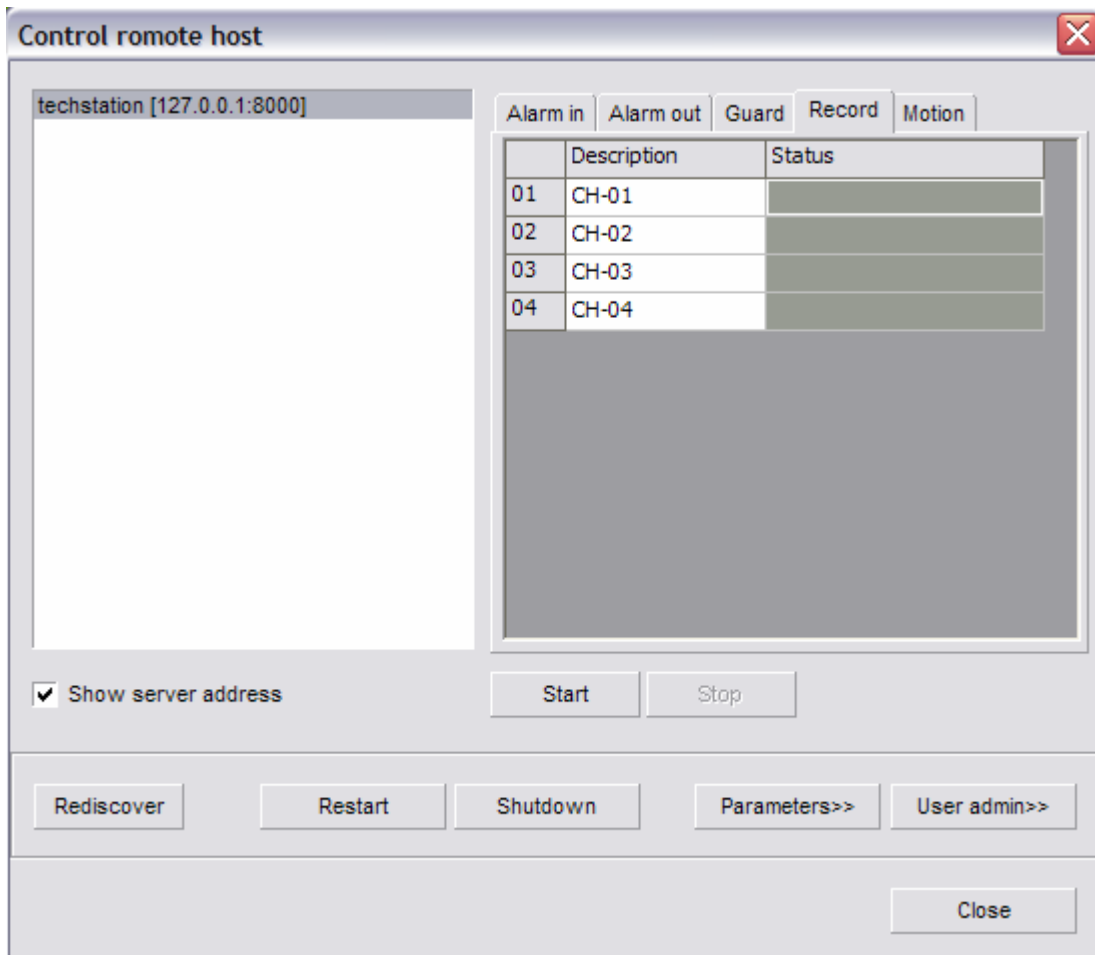 Control romote host
techstation [127.0.0.1:8000]
Alarm in Alarm out Guard Record Motion
Description Status
01 CH-01
02 CH-02
03 CH-03
04 CH-04
Show server address
Start Stop
Rediscover Restart Shutdown Parameters>> User admin>>
Close